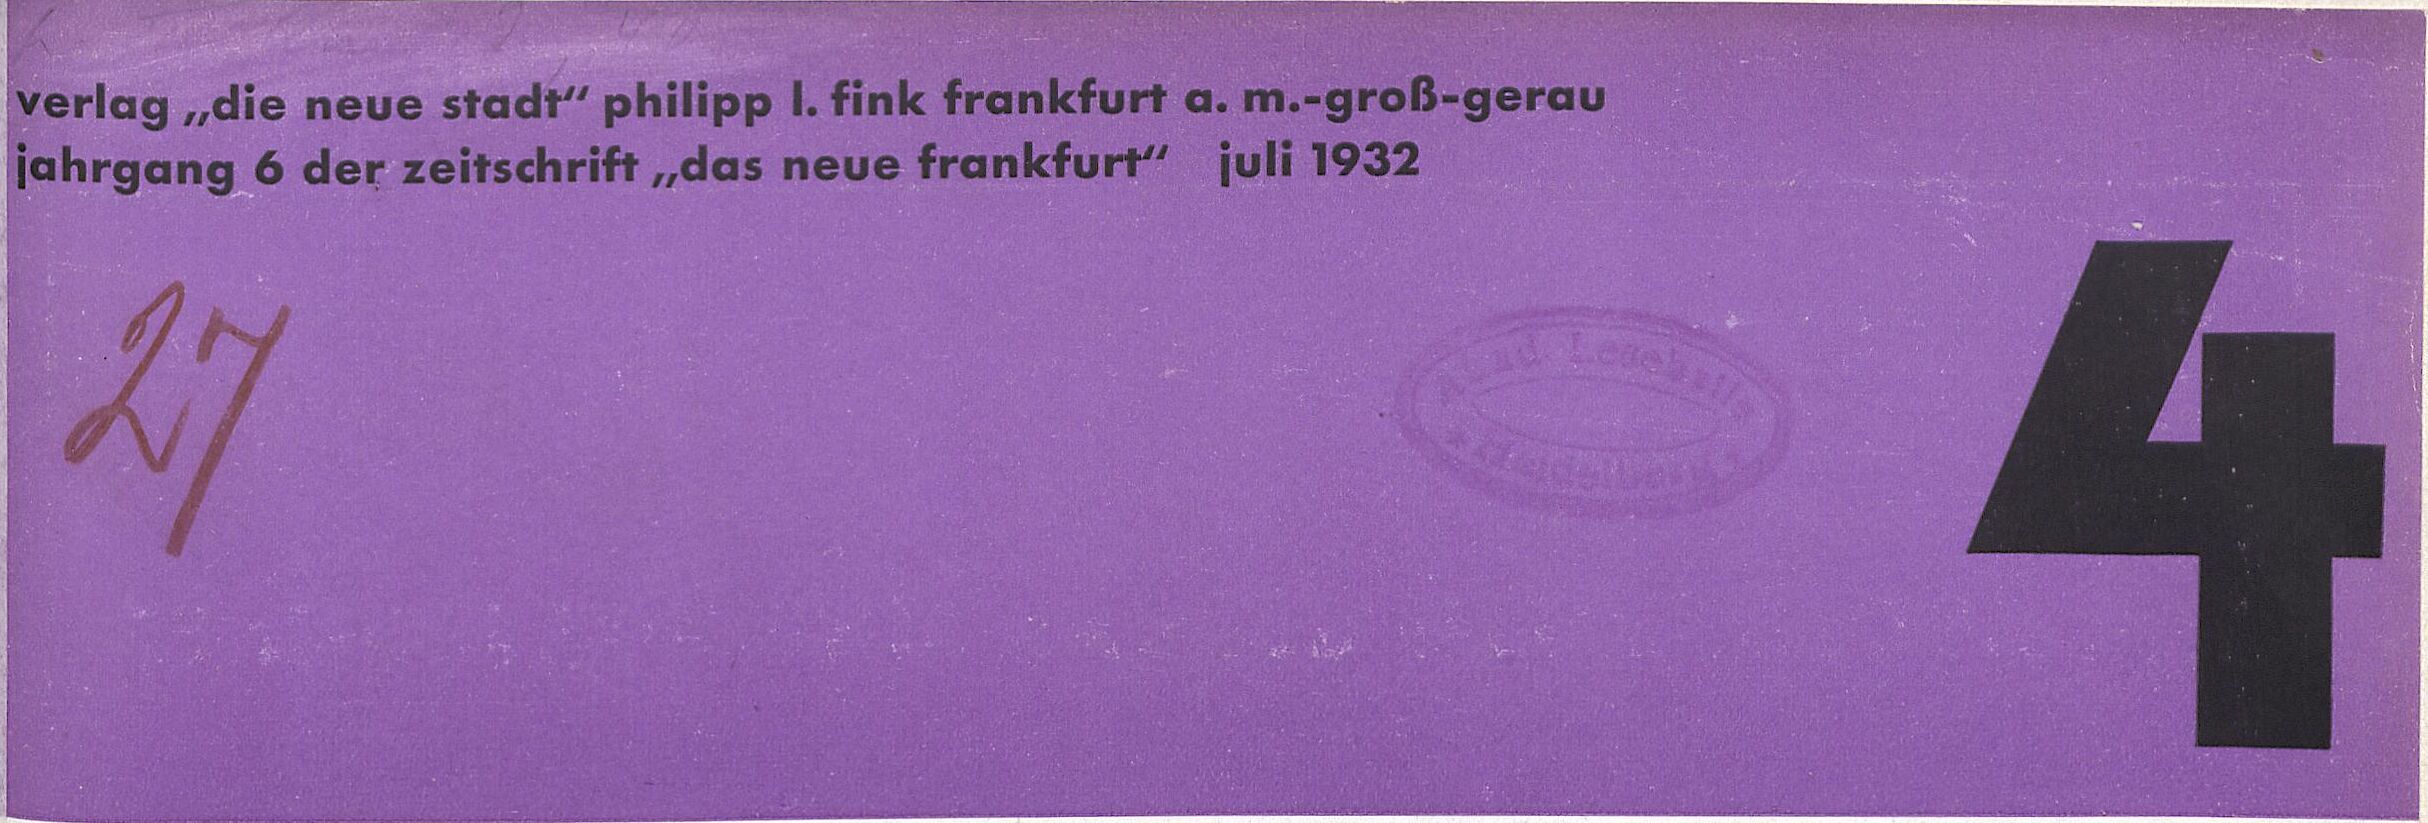 verlag „die neue stadt“ philipp l. fink frankfurt a. m.-groß-gerau
jahrgang 6 der zeitschrift „das neue frankfurt“ juli 1932
27
Heidelberg
4